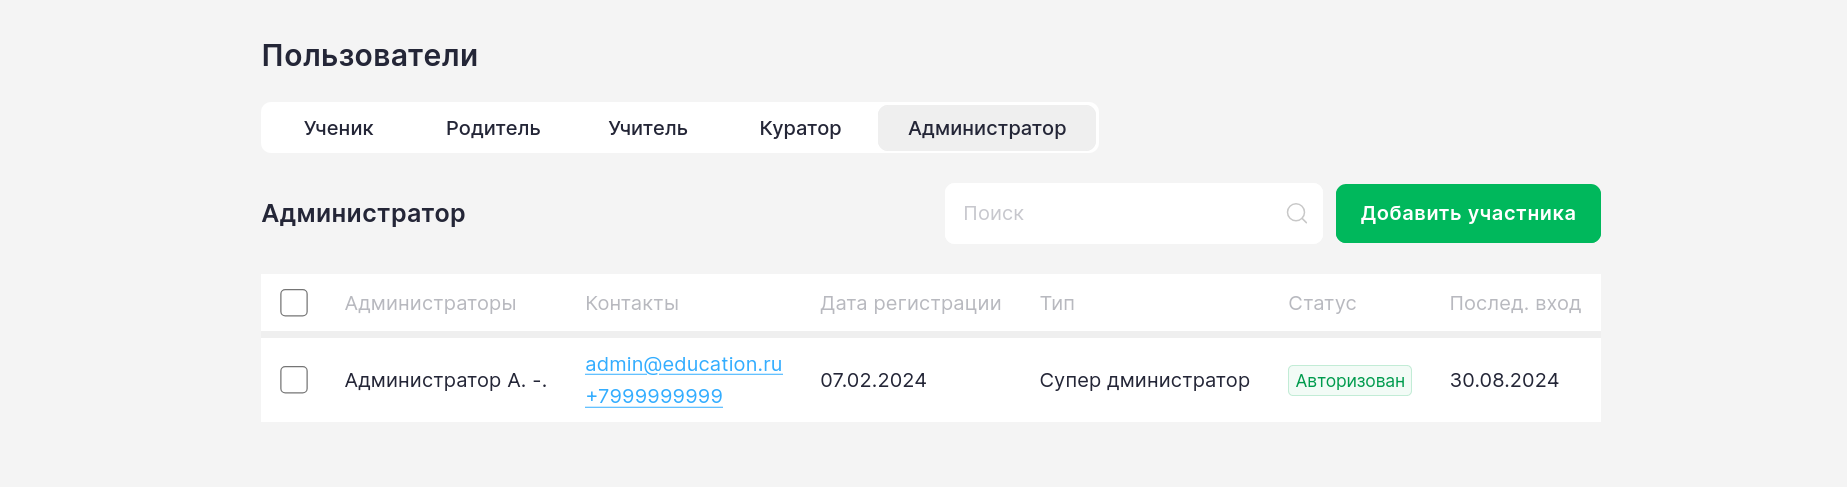 Пользователи
Ученик Родитель Учитель Куратор Администратор
Администратор Поиск Добавить участника
Администраторы Контакты Дата регистрации Тип Статус Послед. вход
admin@education.ru
Администратор А. -. 07.02.2024 Супер дминистратор Авторизован 30.08.2024
+7999999999